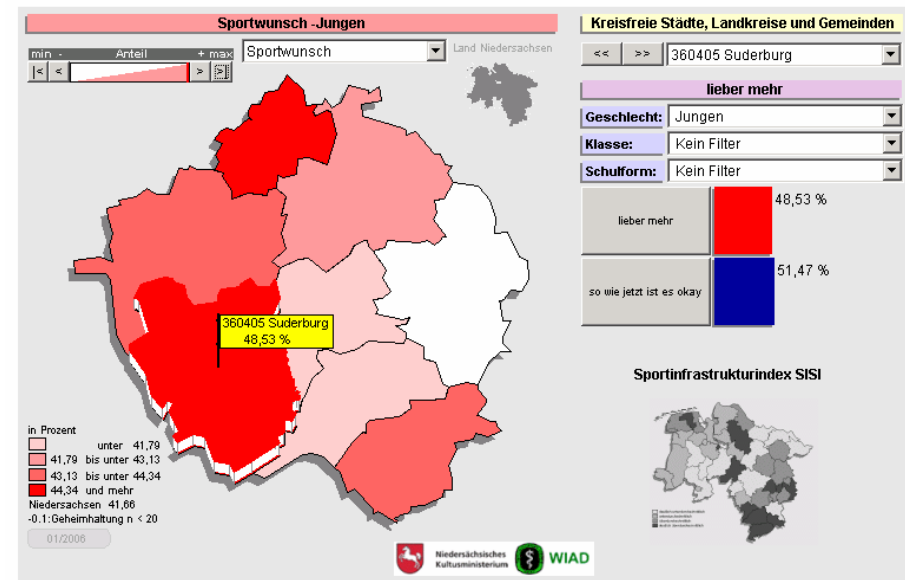 Sportwunsch -Jungen
min - Anteil + max
|< < > >|
Sportwunsch
Land Niedersachsen
360405 Suderburg
48,53 %
in Prozent
unter 41,79
41,79 bis unter 43,13
43,13 bis unter 44,34
44,34 und mehr
Niedersachsen 41,66
-0.1:Geheimhaltung n < 20
01/2006
Kreisfreie Städte, Landkreise und Gemeinden
<< >> 360405 Suderburg
lieber mehr
Geschlecht: Jungen
Klasse: Kein Filter
Schulform: Kein Filter
lieber mehr 48,53 %
so wie jetzt ist es okay 51,47 %
Sportinfrastrukturindex SISI
Niedersächsisches
Kultusministerium
WIAD